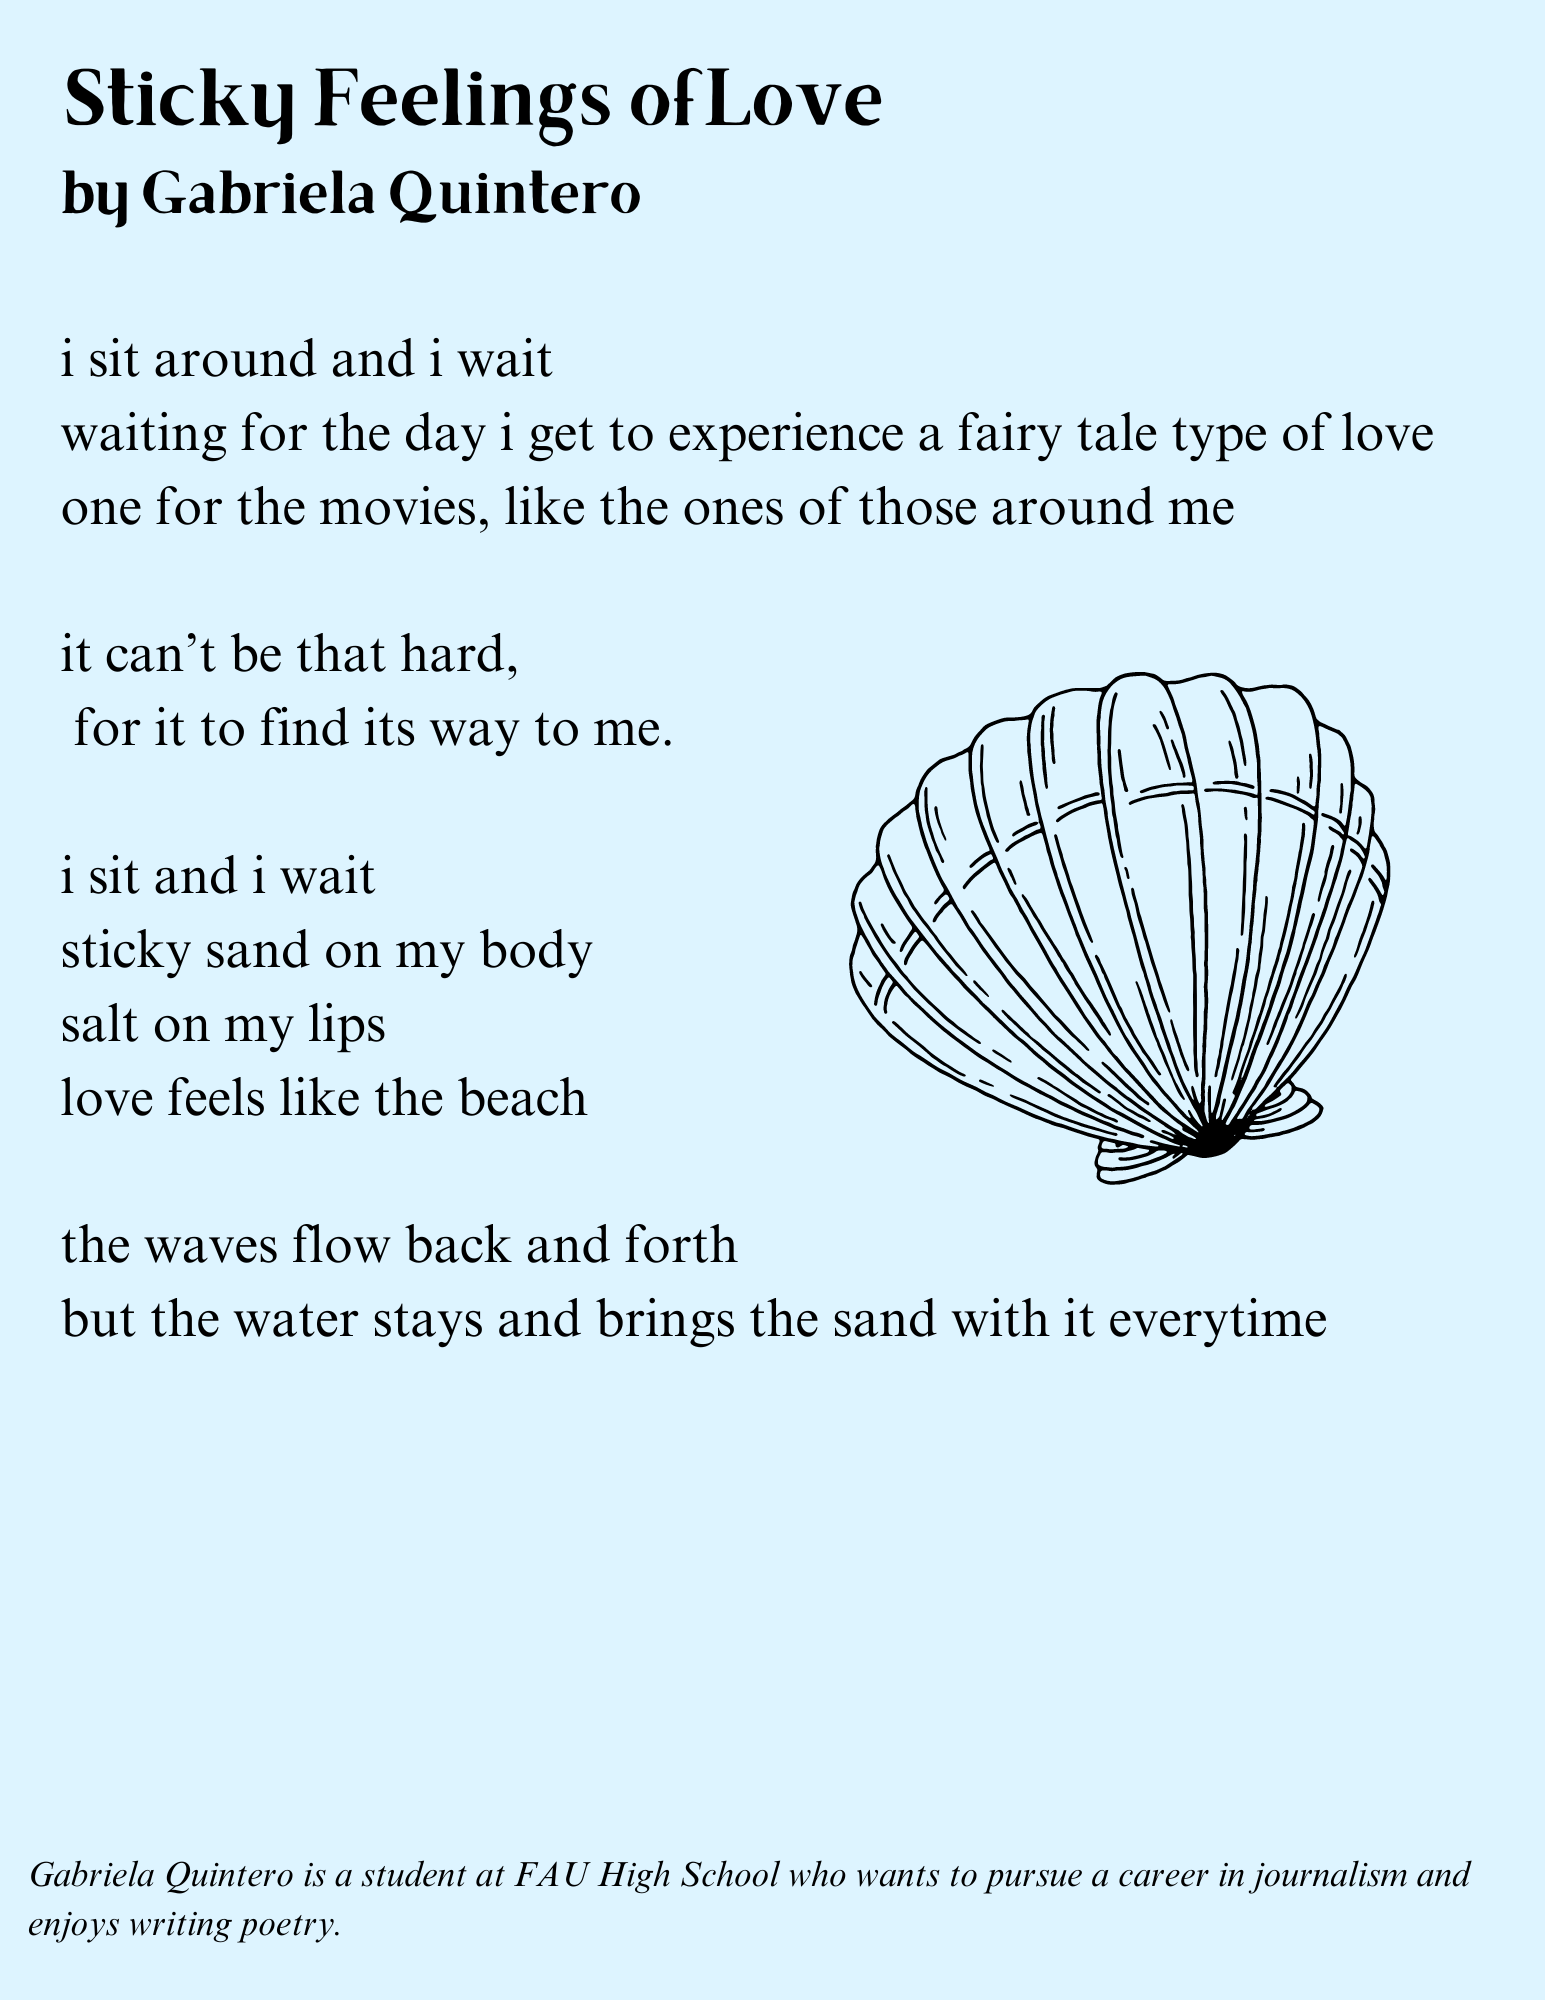 Sticky Feelings of Love
by Gabriela Quintero
i sit around and i wait
waiting for the day i get to experience a fairy tale type of love
one for the movies, like the ones of those around me
it can’t be that hard,
for it to find its way to me.
i sit and i wait
sticky sand on my body
salt on my lips
love feels like the beach
the waves flow back and forth
but the water stays and brings the sand with it everytime
Gabriela Quintero is a student at FAU High School who wants to pursue a career in journalism and
enjoys writing poetry.